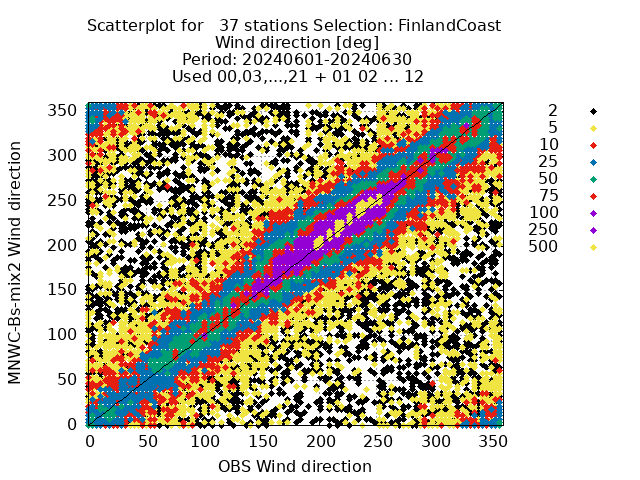 Scatterplot for   37 stations Selection: FinlandCoast
Wind direction [deg]
Period: 20240601-20240630
Used 00,03,...,21 + 01 02 ... 12
MNWC-Bs-mix2 Wind direction
350
300
250
200
150
100
50
0
0 50 100 150 200 250 300 350
OBS Wind direction
2
5
10
25
50
75
100
250
500